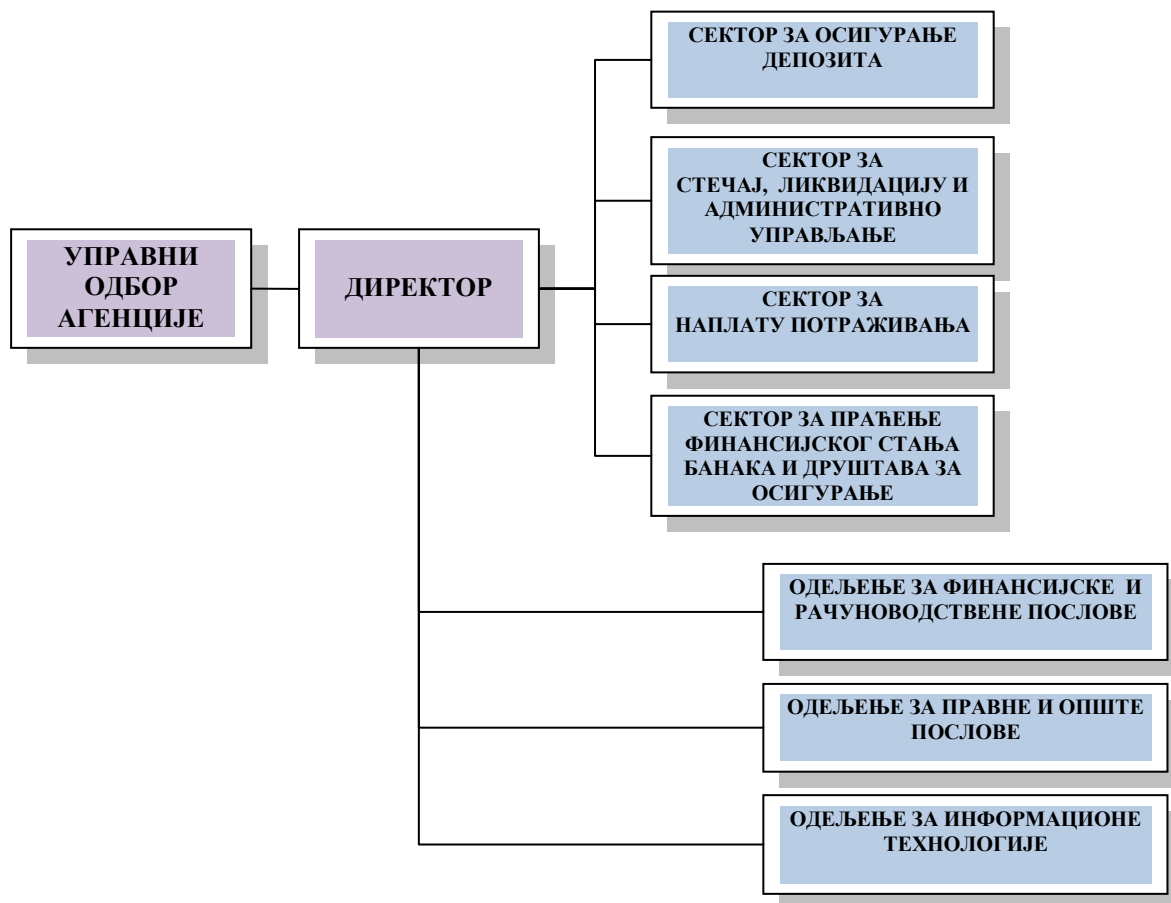 УПРАВНИ
ОДБОР
АГЕНЦИЈЕ
ДИРЕКТОР
СЕКТОР ЗА ОСИГУРАЊЕ
ДЕПОЗИТА
СЕКТОР ЗА
СТЕЧАЈ, ЛИКВИДАЦИЈУ И
АДМИНИСТРАТИВНО
УПРАВЉАЊЕ
СЕКТОР ЗА
НАПЛАТУ ПОТРАЖИВАЊА
СЕКТОР ЗА ПРАЋЕЊЕ
ФИНАНСИЈСКОГ СТАЊА
БАНАКА И ДРУШТАВА ЗА
ОСИГУРАЊЕ
ОДЕЉЕЊЕ ЗА ФИНАНСИЈСКЕ И
РАЧУНОВОДСТВЕНЕ ПОСЛОВЕ
ОДЕЉЕЊЕ ЗА ПРАВНЕ И ОПШТЕ
ПОСЛОВЕ
ОДЕЉЕЊЕ ЗА ИНФОРМАЦИОНЕ
ТЕХНОЛОГИЈЕ